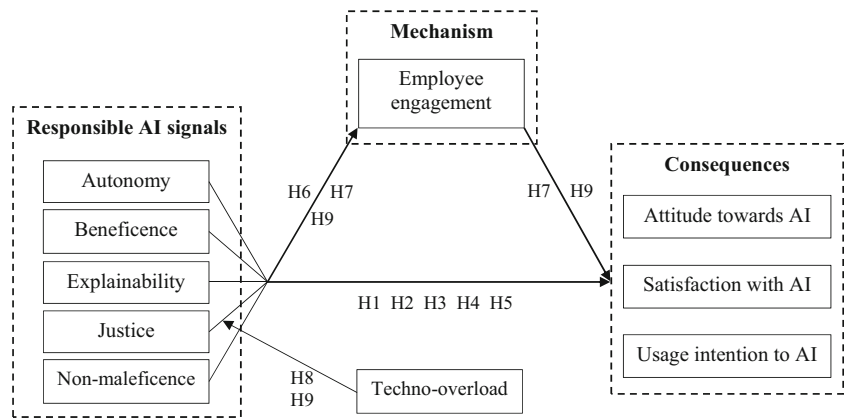 Mechanism
Employee
engagement
Responsible AI signals
Autonomy
Beneficence
Explainability
Justice
Non-maleficence
H6 H7
H9
H7 H9
H1 H2 H3 H4 H5
H8
H9
Techno-overload
Consequences
Attitude towards AI
Satisfaction with AI
Usage intention to AI